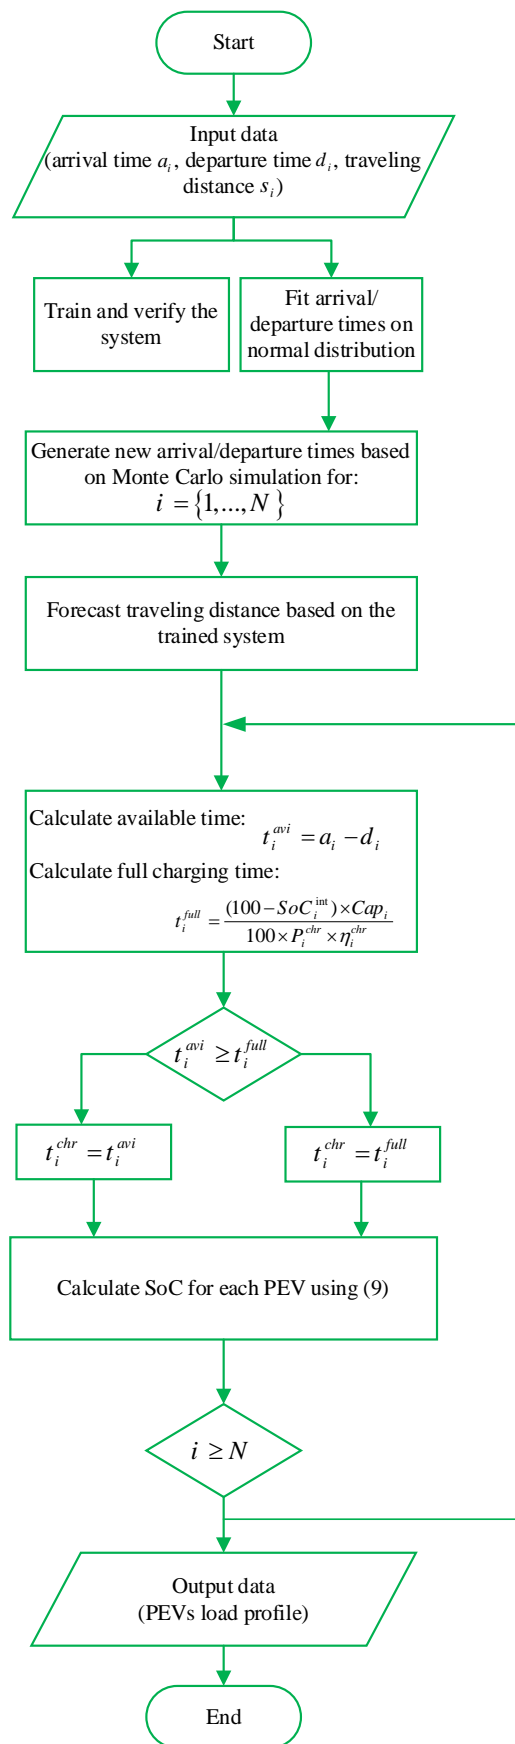 Start
Input data
(arrival time a_i, departure time d_i, traveling
distance s_i)
Train and verify the
system
Fit arrival/
departure times on
normal distribution
Generate new arrival/departure times based
on Monte Carlo simulation for:
i = {1,..., N }
Forecast traveling distance based on the
trained system
Calculate available time:
t_i^{avi} = a_i − d_i
Calculate full charging time:
t_i^{full} = \frac{(100 − SoC_i^{int}) × Cap_i}{100 × P_i^{chr} × η_i^{chr}}
t_i^{avi} ≥ t_i^{full}
t_i^{chr} = t_i^{avi}
t_i^{chr} = t_i^{full}
Calculate SoC for each PEV using (9)
i ≥ N
Output data
(PEVs load profile)
End